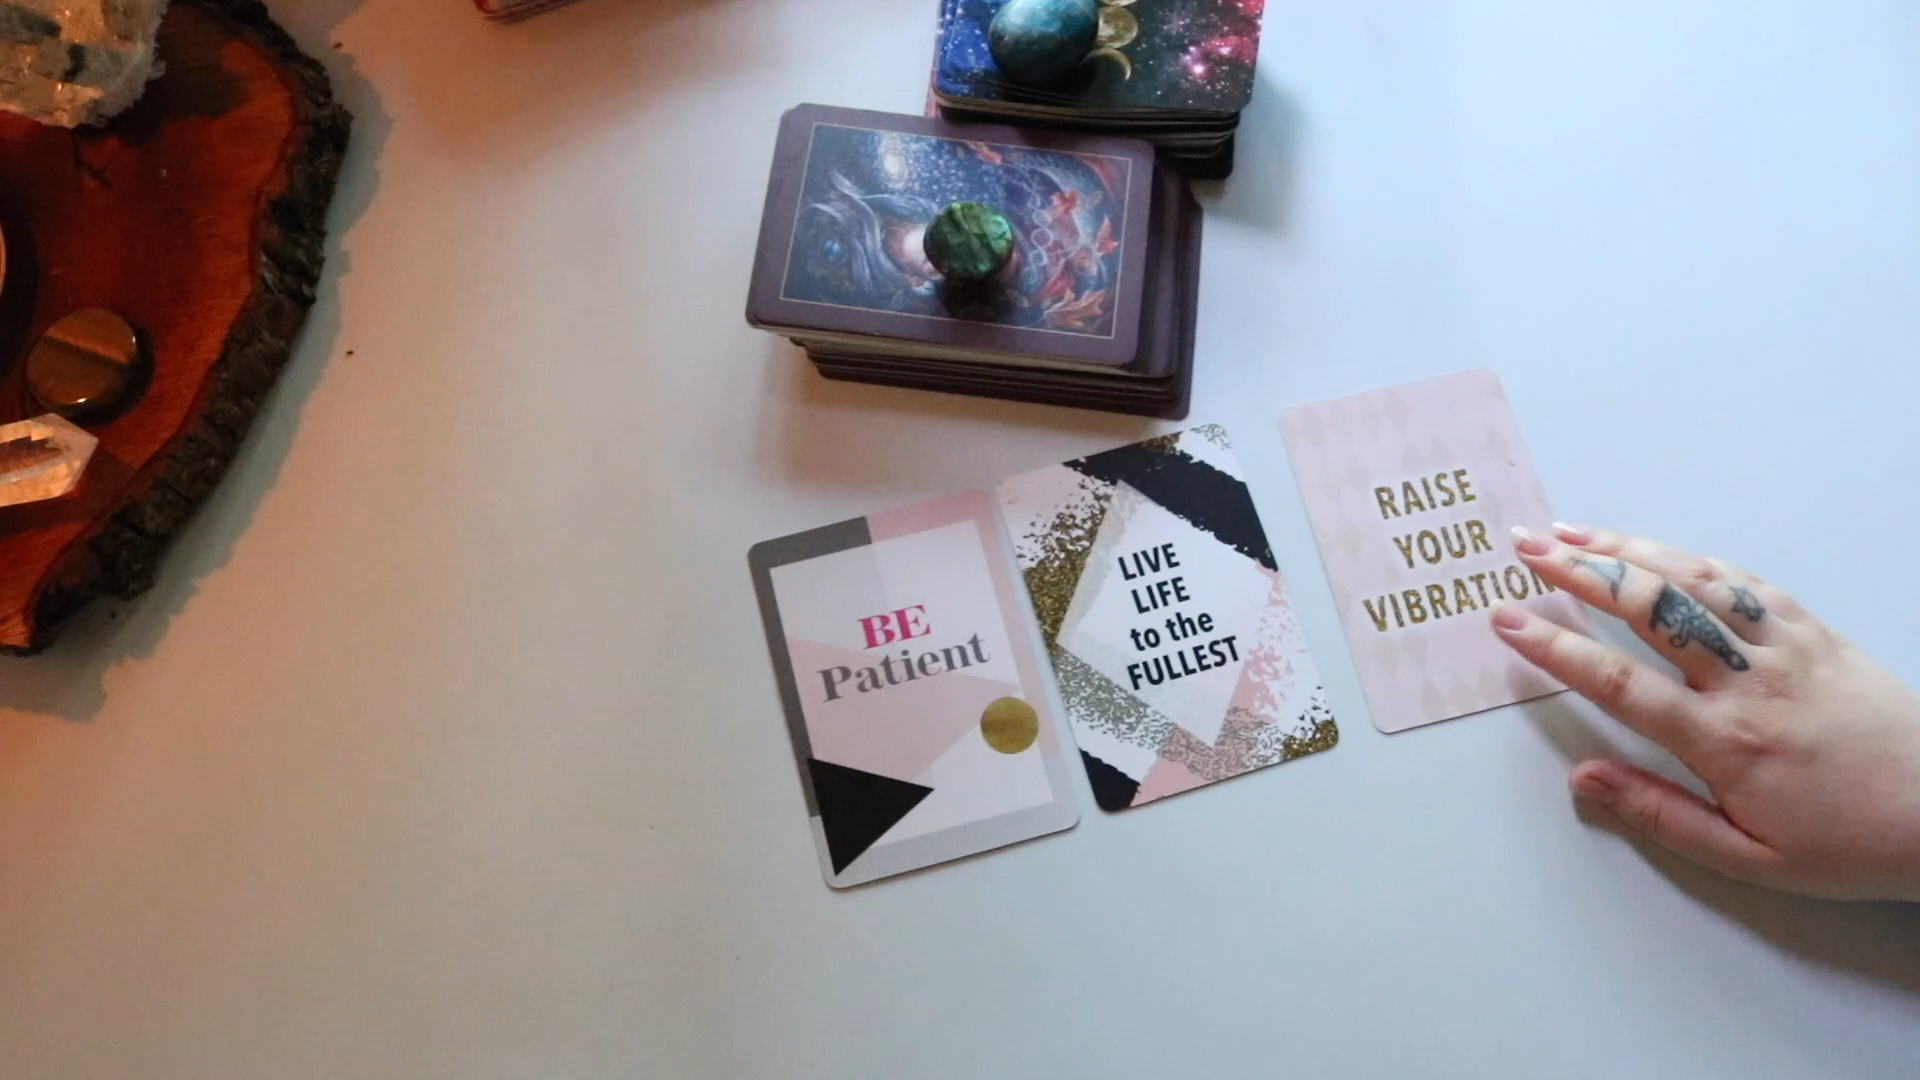 BE
Patient
LIVE
LIFE
to the
FULLEST
RAISE
YOUR
VIBRATION